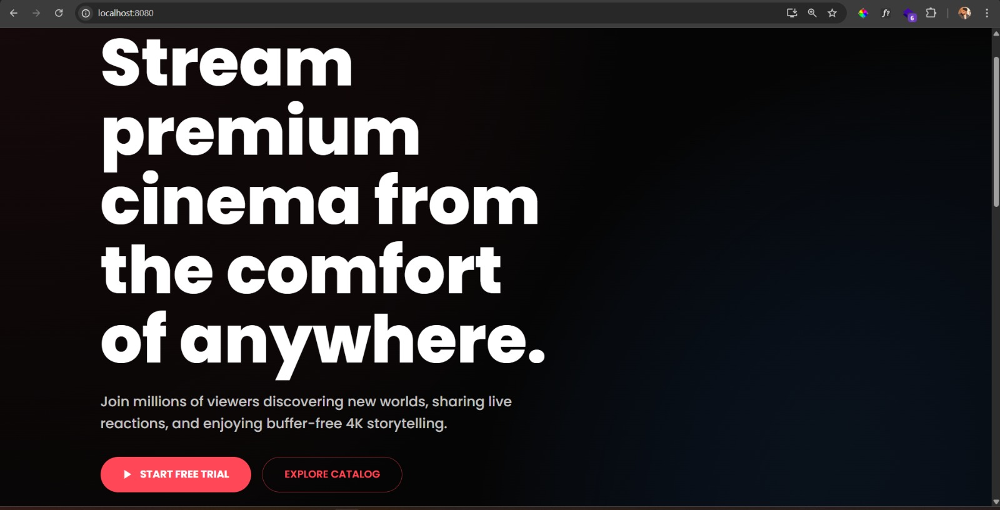 localhost:8080
f?
6
Stream
premium
cinema from
the comfort
of anywhere.
Join millions of viewers discovering new worlds, sharing live
reactions, and enjoying buffer-free 4K storytelling.
START FREE TRIAL
EXPLORE CATALOG